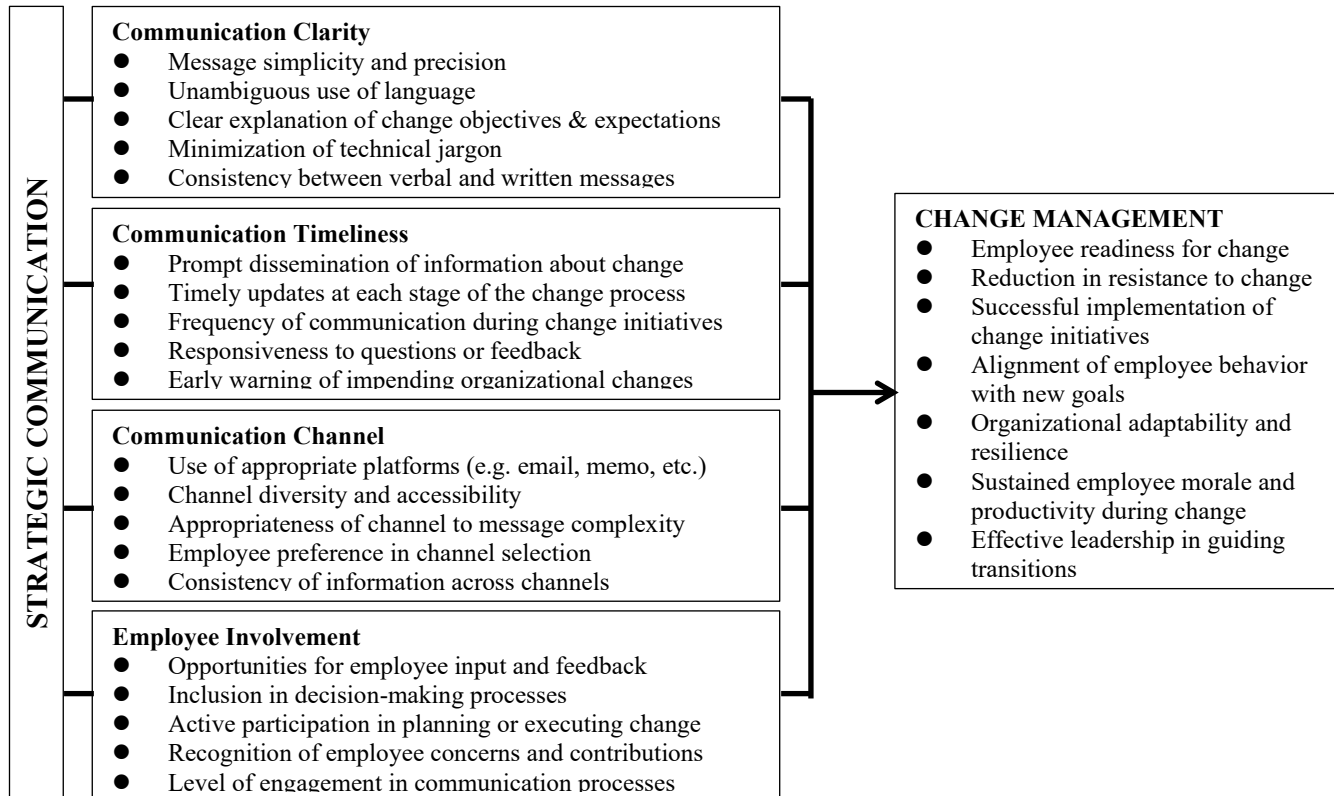 STRATEGIC COMMUNICATION
Communication Clarity
● Message simplicity and precision
● Unambiguous use of language
● Clear explanation of change objectives & expectations
● Minimization of technical jargon
● Consistency between verbal and written messages
Communication Timeliness
● Prompt dissemination of information about change
● Timely updates at each stage of the change process
● Frequency of communication during change initiatives
● Responsiveness to questions or feedback
● Early warning of impending organizational changes
Communication Channel
● Use of appropriate platforms (e.g. email, memo, etc.)
● Channel diversity and accessibility
● Appropriateness of channel to message complexity
● Employee preference in channel selection
● Consistency of information across channels
Employee Involvement
● Opportunities for employee input and feedback
● Inclusion in decision-making processes
● Active participation in planning or executing change
● Recognition of employee concerns and contributions
● Level of engagement in communication processes
CHANGE MANAGEMENT
● Employee readiness for change
● Reduction in resistance to change
● Successful implementation of
change initiatives
● Alignment of employee behavior
with new goals
● Organizational adaptability and
resilience
● Sustained employee morale and
productivity during change
● Effective leadership in guiding
transitions